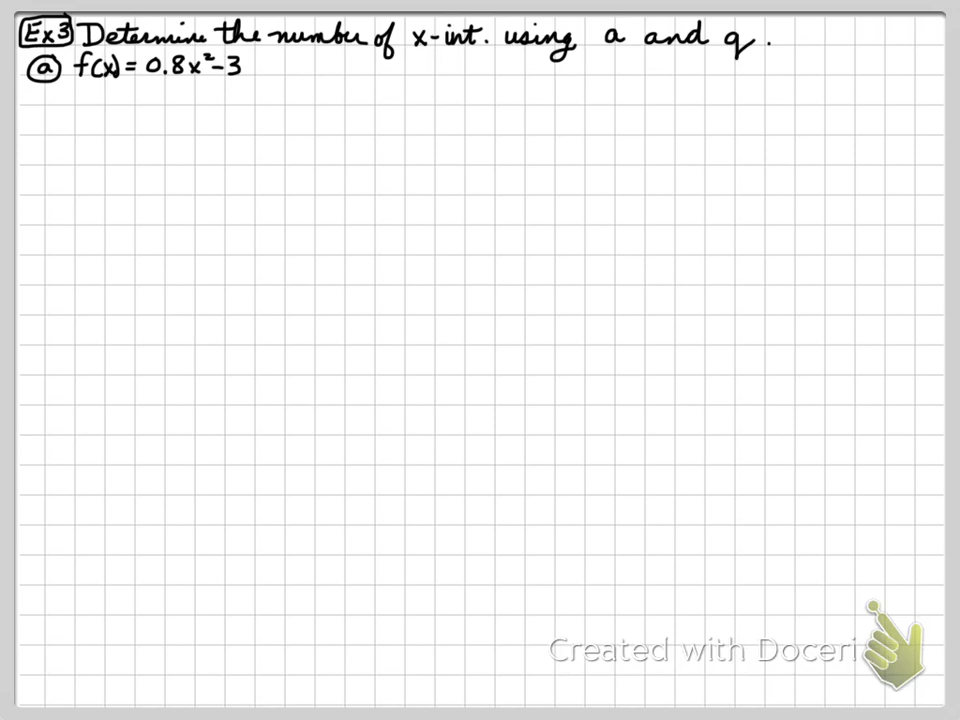 Ex3 Determine the number of x-int. using a and q.
a f(x) = 0.8x²-3
Created with Doceri